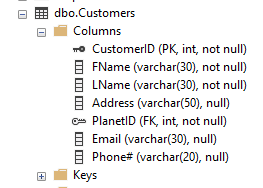 dbo.Customers
Columns
CustomerID (PK, int, not null)
FName (varchar(30), not null)
LName (varchar(30), not null)
Address (varchar(50), null)
PlanetID (FK, int, not null)
Email (varchar(30), null)
Phone# (varchar(20), null)
Keys